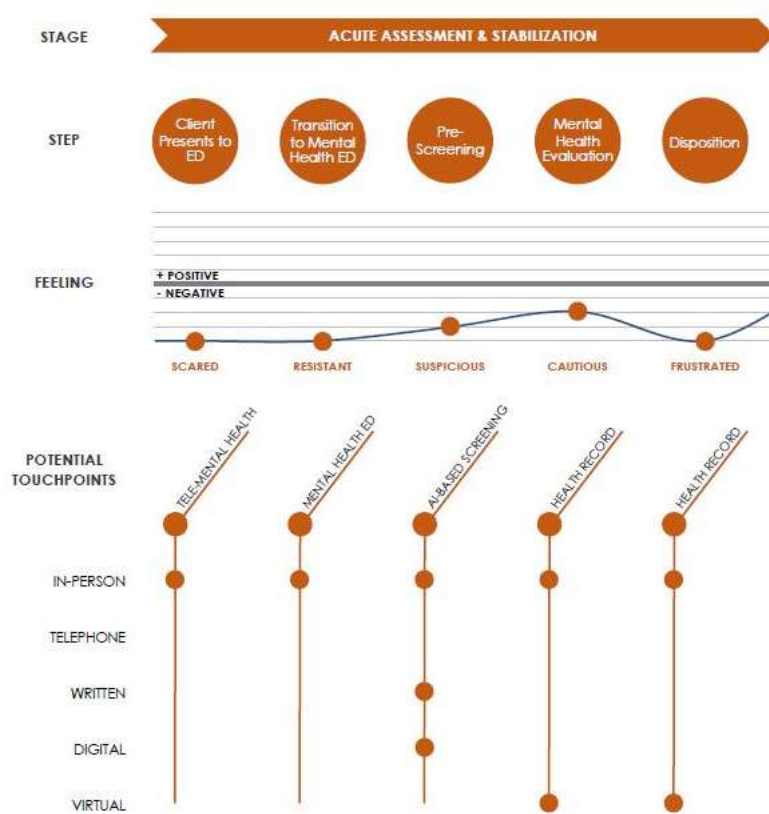 STAGE
ACUTE ASSESSMENT & STABILIZATION
STEP
Client
Presents to
ED
Transition
to Mental
Health ED
Pre-
Screening
Mental
Health
Evaluation
Disposition
FEELING
+ POSITIVE
- NEGATIVE
SCARED
RESISTANT
SUSPICIOUS
CAUTIOUS
FRUSTRATED
POTENTIAL
TOUCHPOINTS
TELE-MENTAL HEALTH
MENTAL HEALTH ED
AI-BASED SCREENING
HEALTH RECORD
HEALTH RECORD
IN-PERSON
TELEPHONE
WRITTEN
DIGITAL
VIRTUAL